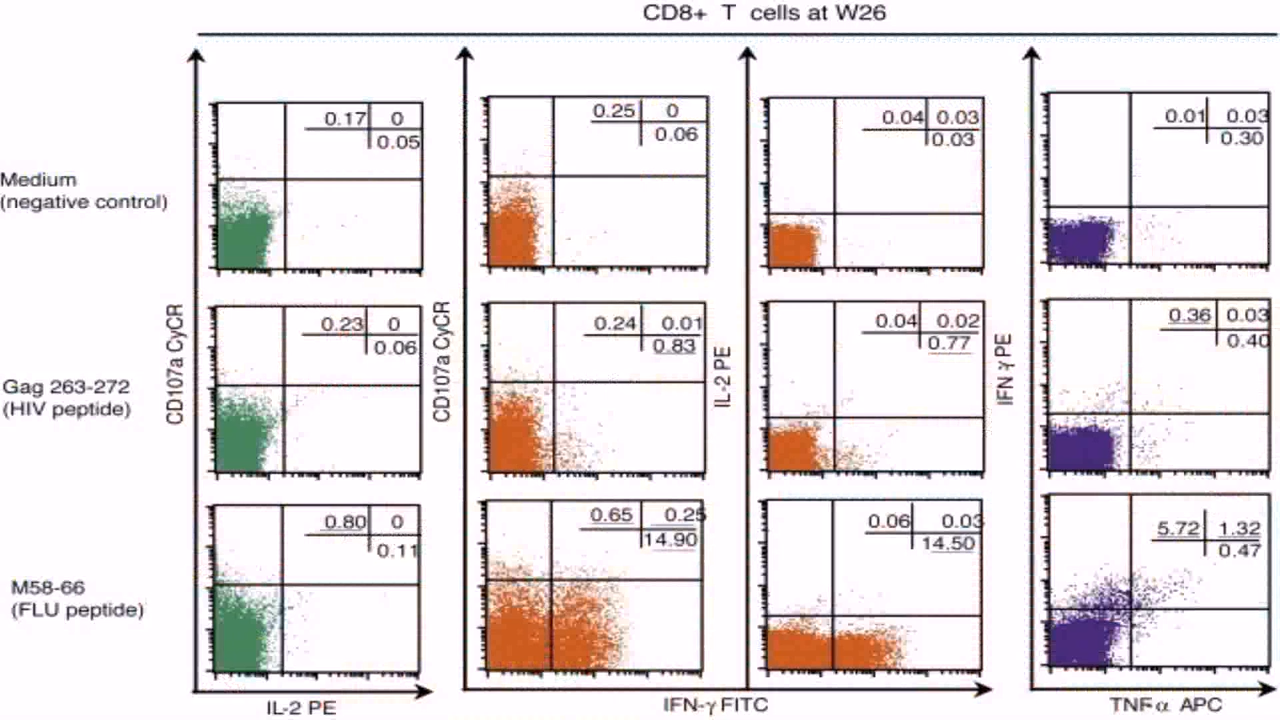 CD8+ T cells at W26
Medium
(negative control)
0.17 0
0.05
0.25 0
0.06
0.04 0.03
0.03
0.01 0.03
0.30
Gag 263-272
(HIV peptide)
CD107a CyCR
0.23 0
0.06
CD107a CyCR
0.24 0.01
0.83
IL-2 PE
0.04 0.02
0.77
IFN γ PE
0.36 0.03
0.40
M58-66
(FLU peptide)
0.80 0
0.11
0.65 0.25
14.90
0.06 0.03
14.50
5.72 1.32
0.47
IL-2 PE
IFN-γ FITC
TNF α APC